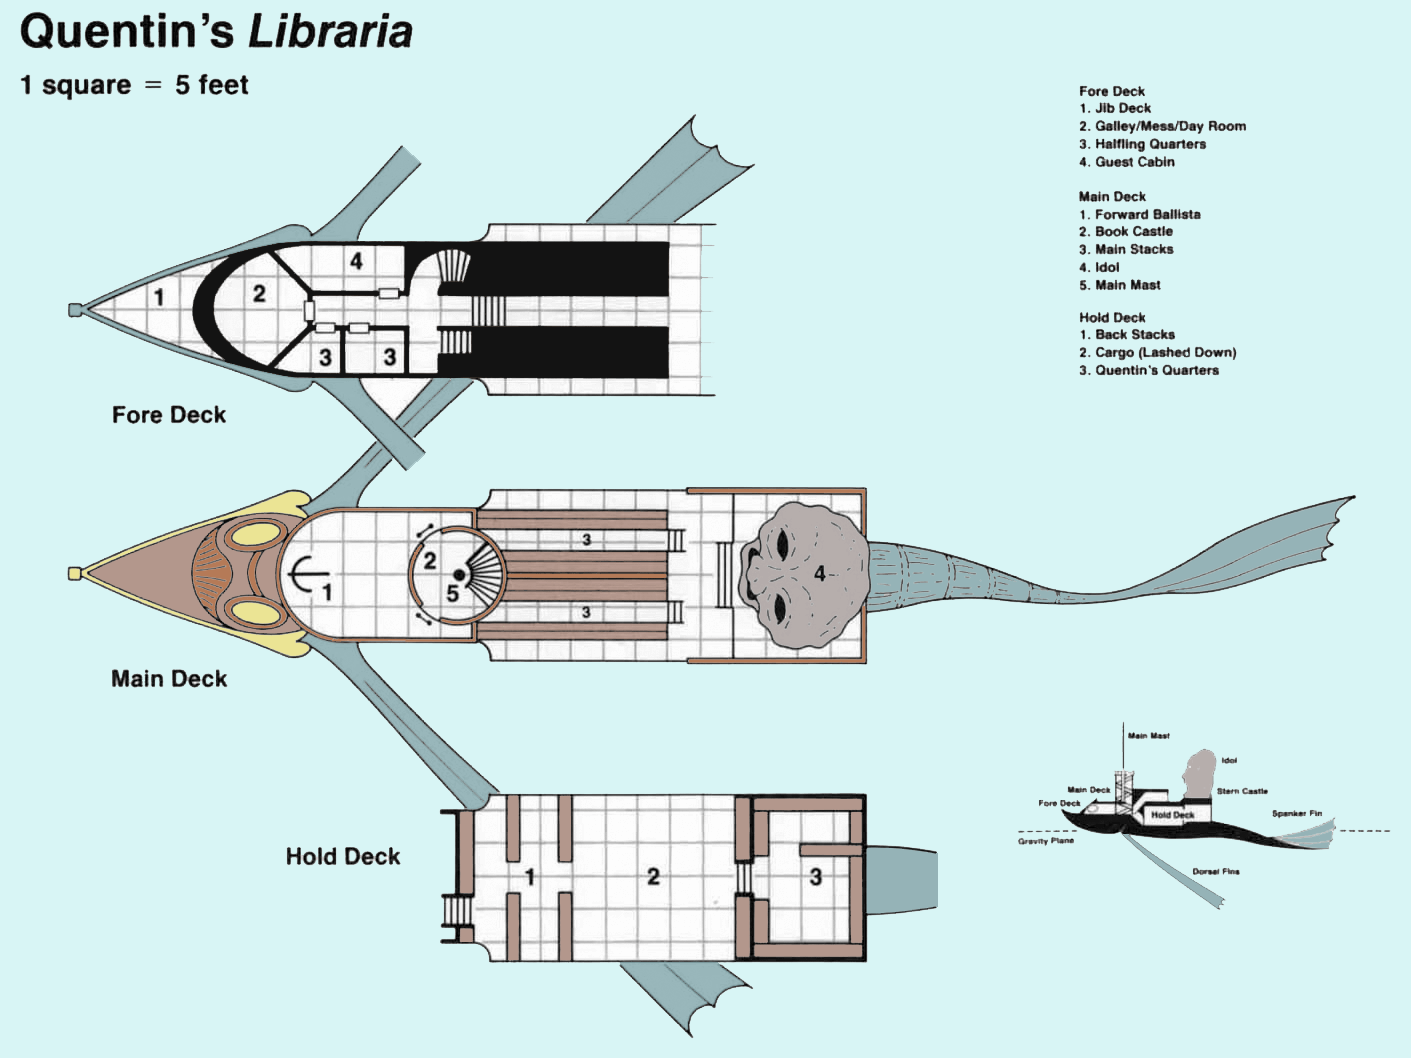 Quentin's Libraria
1 square = 5 feet
Fore Deck
1. Jib Deck
2. Galley/Mess/Day Room
3. Halfling Quarters
4. Guest Cabin
Main Deck
1. Forward Ballista
2. Book Castle
3. Main Stacks
4. Idol
5. Main Mast
Hold Deck
1. Back Stacks
2. Cargo (Lashed Down)
3. Quentin's Quarters
4
1
2
3
3
Fore Deck
3
2
4
1
5
3
Main Deck
Main Mast
Idol
Main Deck
Stern Castle
Fore Deck
Hold Deck
Spanker Fin
Gravity Plane
Dorsal Fins
Hold Deck
1
2
3